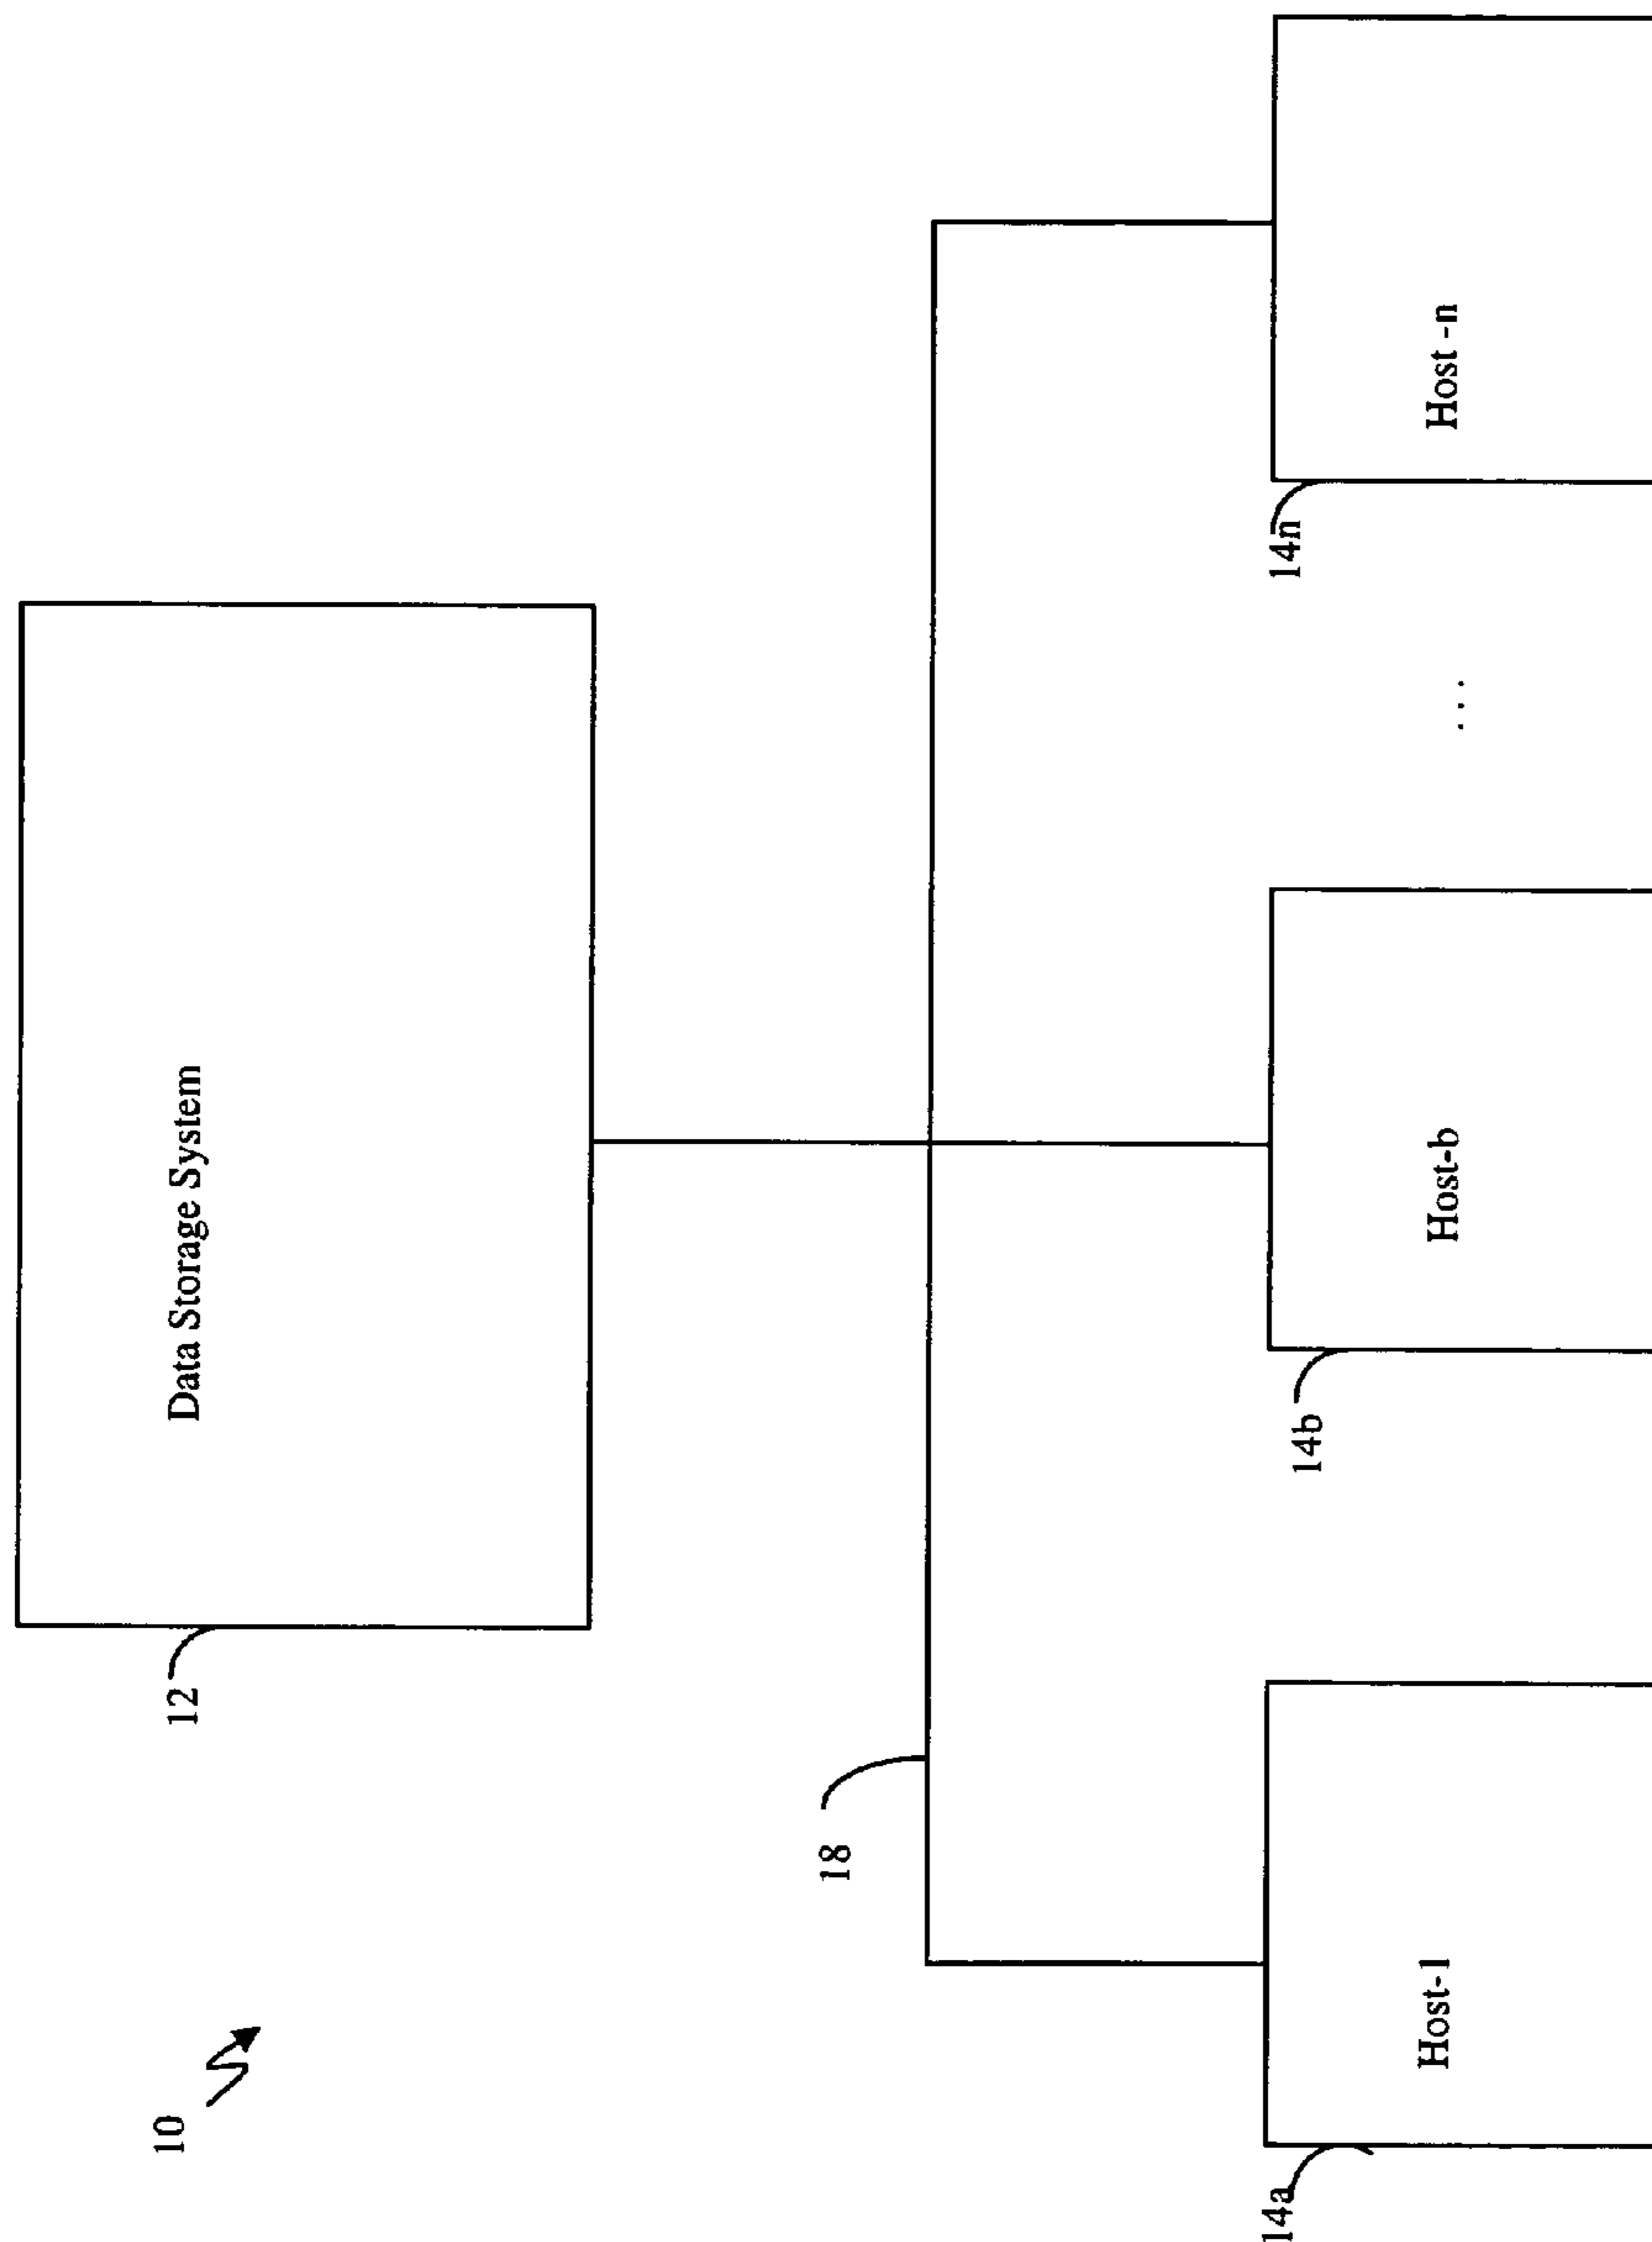 10
12
Data Storage System
18
14a
Host-1
14b
Host-b
...
14n
Host -n